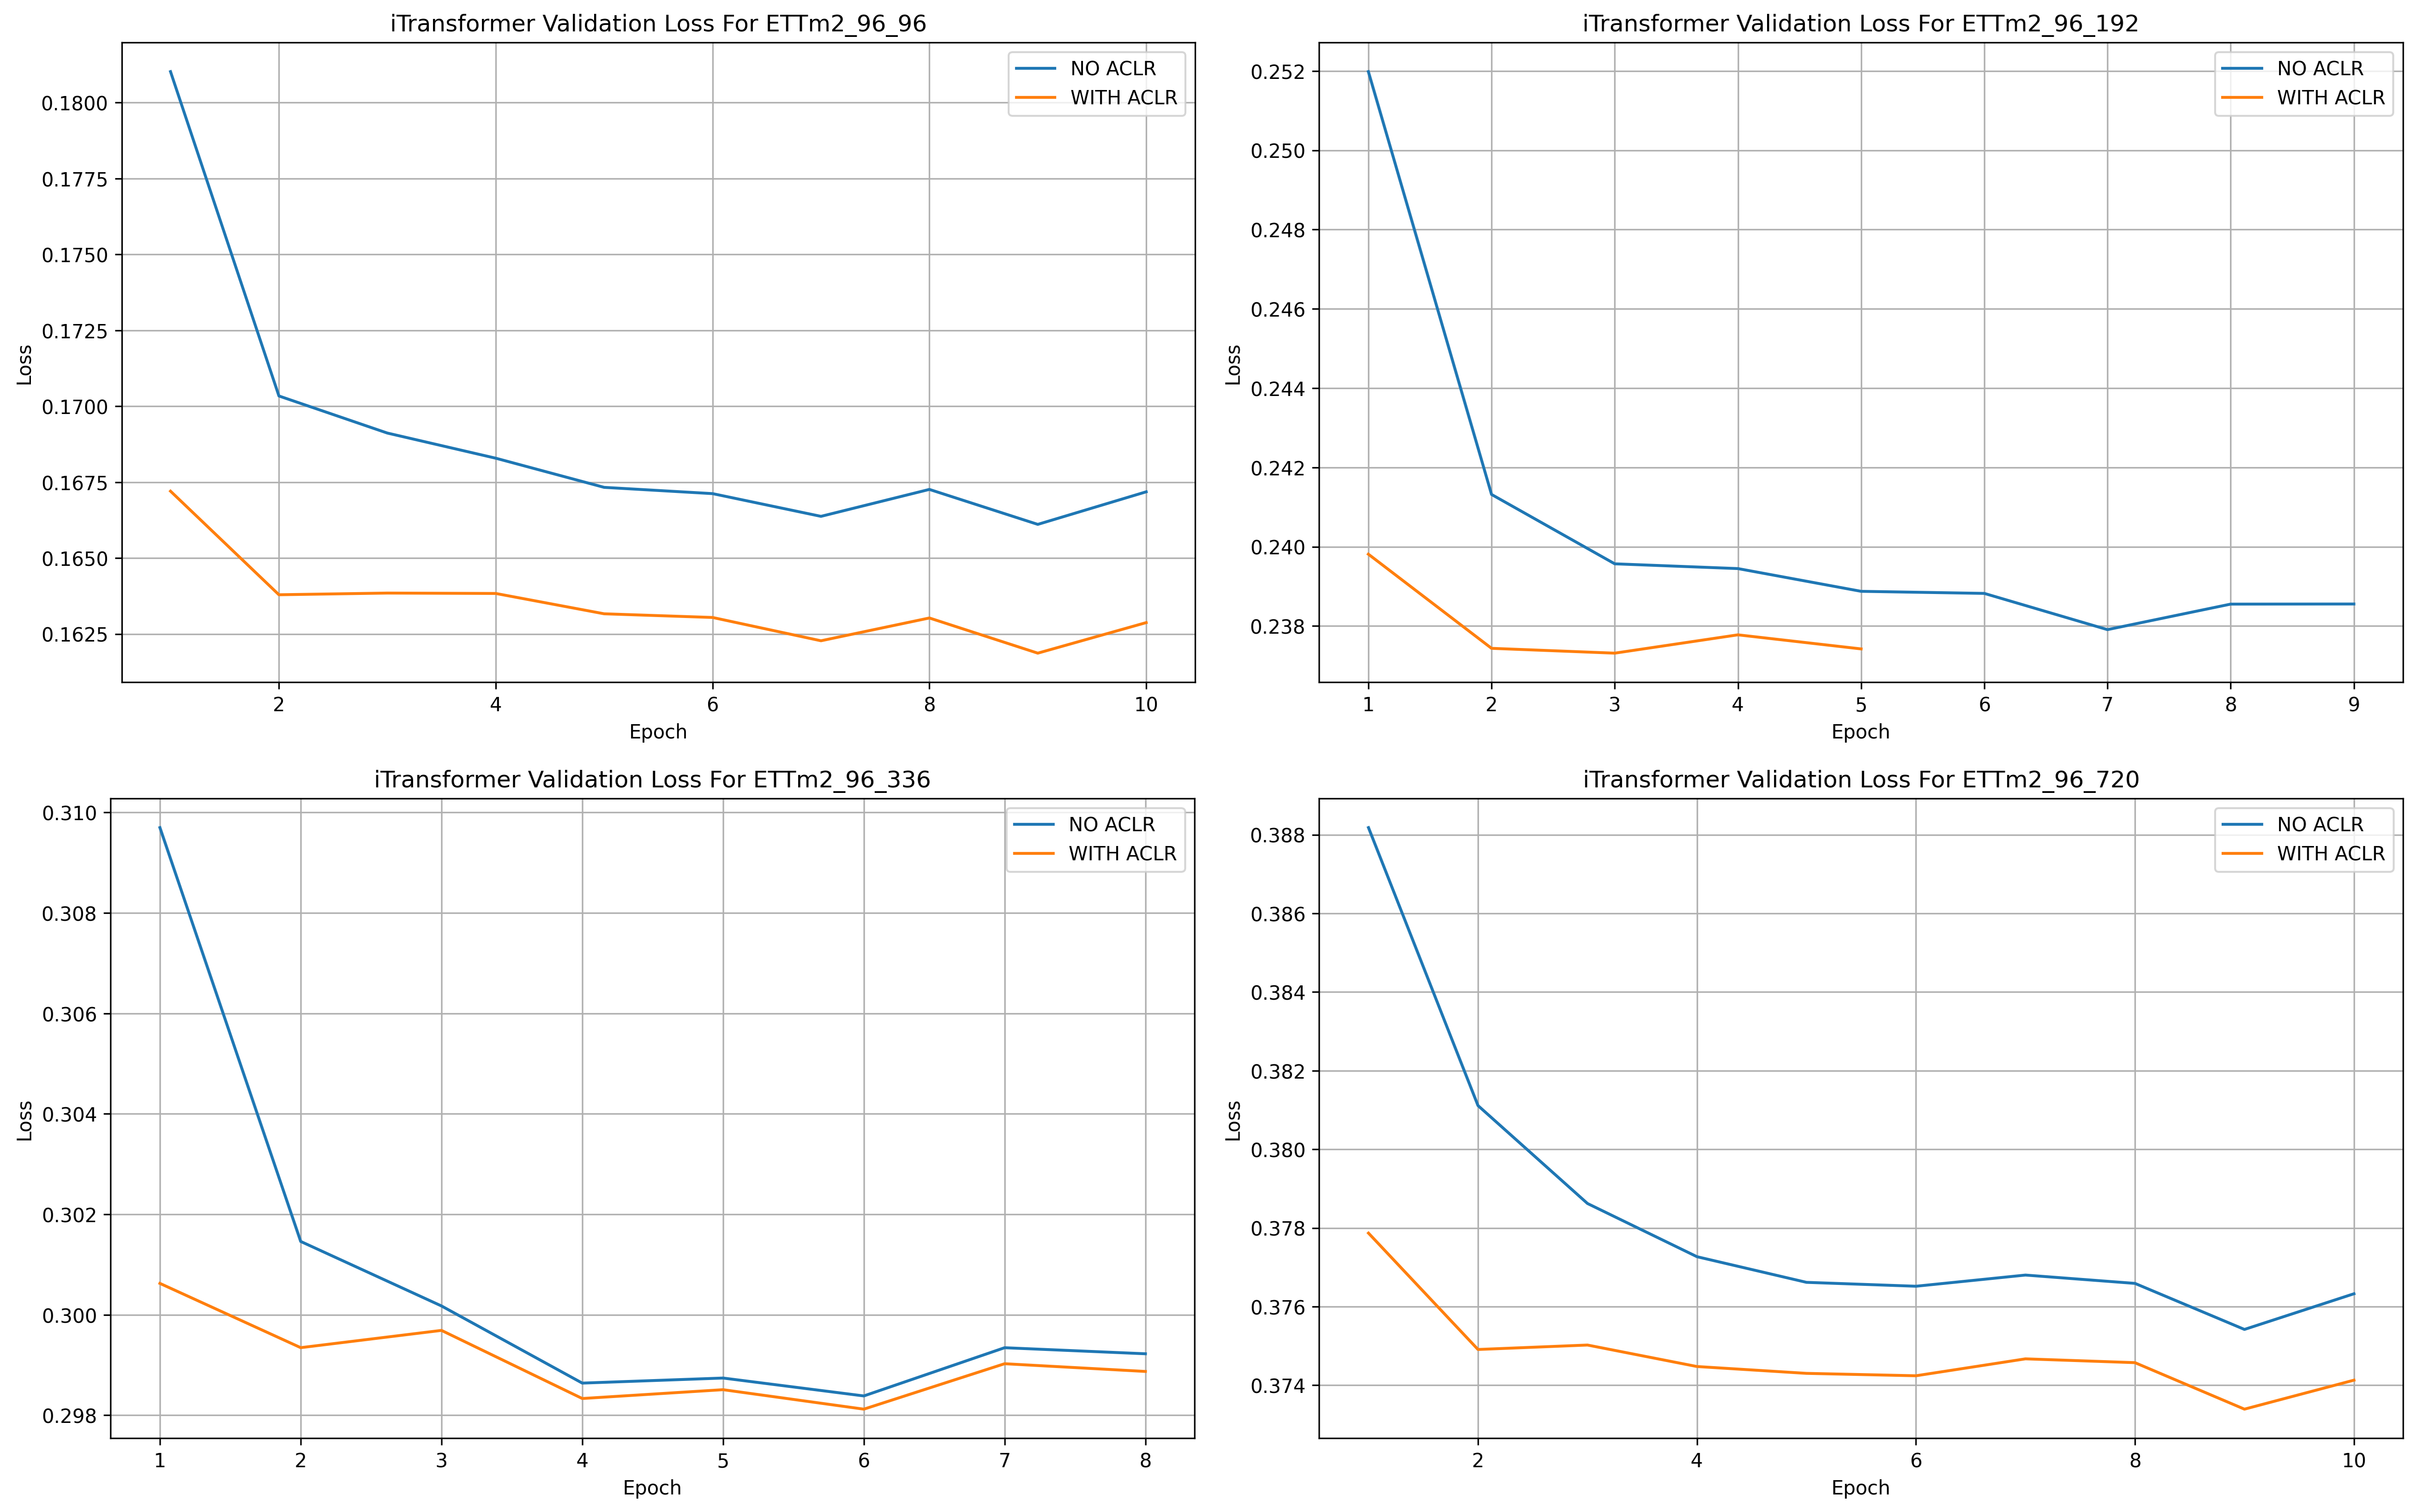 iTransformer Validation Loss For ETTm2_96_96
NO ACLR
WITH ACLR
0.1800
0.1775
0.1750
0.1725
0.1700
0.1675
0.1650
0.1625
Loss
2 4 6 8 10
Epoch
iTransformer Validation Loss For ETTm2_96_192
NO ACLR
WITH ACLR
0.252
0.250
0.248
0.246
0.244
0.242
0.240
0.238
Loss
1 2 3 4 5 6 7 8 9
Epoch
iTransformer Validation Loss For ETTm2_96_336
NO ACLR
WITH ACLR
0.310
0.308
0.306
0.304
0.302
0.300
0.298
Loss
1 2 3 4 5 6 7 8
Epoch
iTransformer Validation Loss For ETTm2_96_720
NO ACLR
WITH ACLR
0.388
0.386
0.384
0.382
0.380
0.378
0.376
0.374
Loss
2 4 6 8 10
Epoch